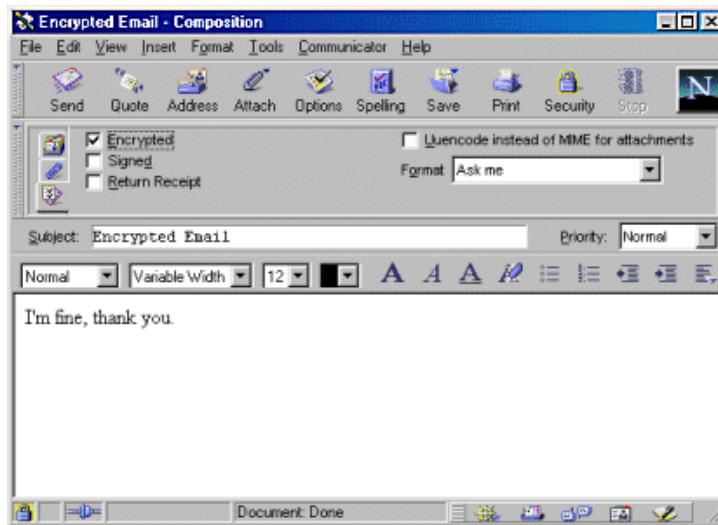 Encrypted Email - Composition
File Edit View Insert Format Tools Communicator Help
Send Quote Address Attach Options Spelling Save Print Security Stop
N
Encrypted
Uuencode instead of MIME for attachments
Signed
Format Ask me
Return Receipt
Subject: Encrypted Email Priority: Normal
Normal Variable Width 12 A A A
I'm fine, thank you.
Document: Done